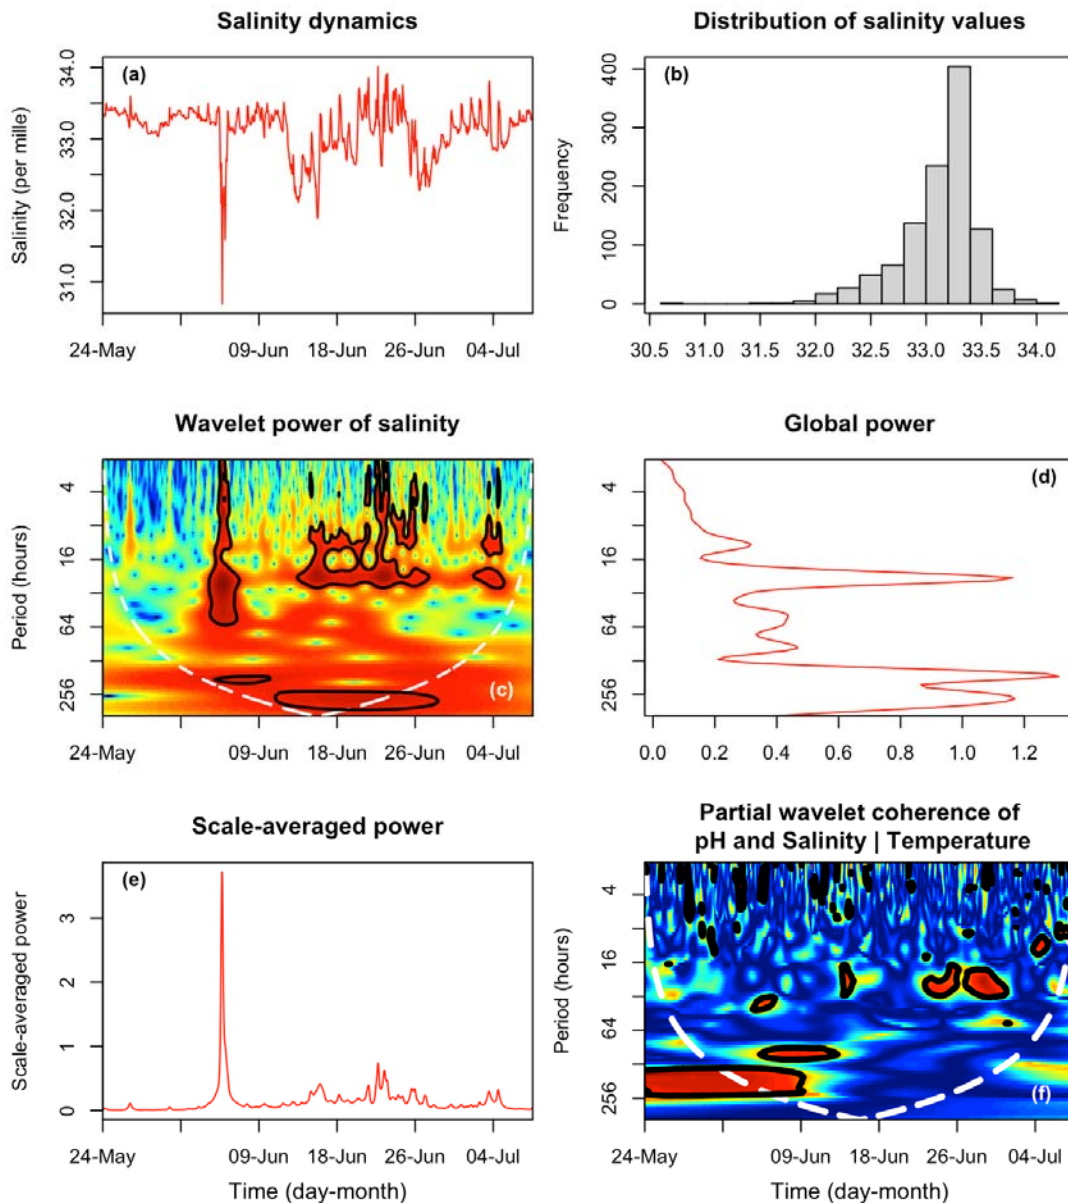 Salinity dynamics
(a)
Salinity (per mille)
34.0
33.0
32.0
31.0
24-May 09-Jun 18-Jun 26-Jun 04-Jul
Distribution of salinity values
(b)
Frequency
400
200
0
30.5 31.0 31.5 32.0 32.5 33.0 33.5 34.0
Wavelet power of salinity
Period (hours)
4
16
64
256
(c)
24-May 09-Jun 18-Jun 26-Jun 04-Jul
Global power
(d)
4
16
64
256
0.0 0.2 0.4 0.6 0.8 1.0 1.2
Scale-averaged power
(e)
Scale-averaged power
3
2
1
0
24-May 09-Jun 18-Jun 26-Jun 04-Jul
Time (day-month)
Partial wavelet coherence of
pH and Salinity | Temperature
Period (hours)
4
16
64
256
(f)
24-May 09-Jun 18-Jun 26-Jun 04-Jul
Time (day-month)